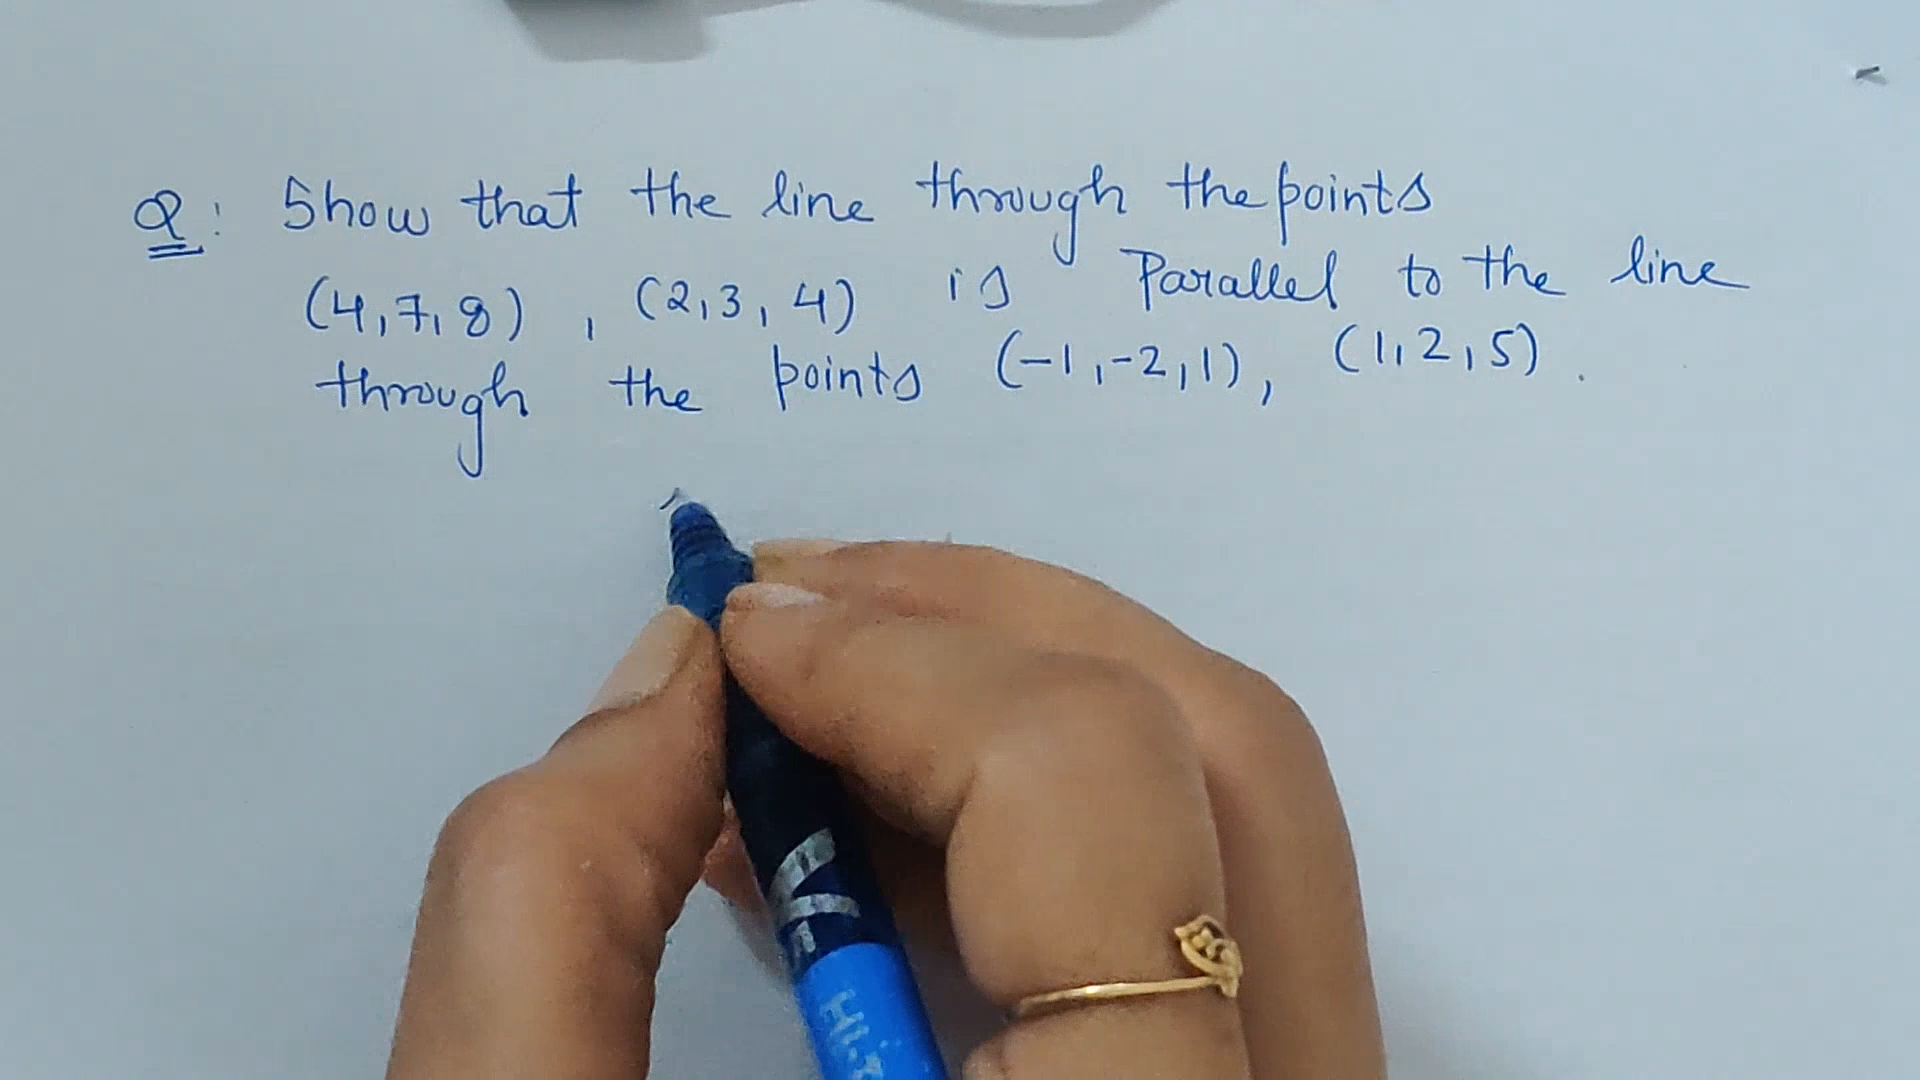 Q: Show that the line through the points
(4,7,8), (2,3,4) is Parallel to the line
through the points (-1,-2,1), (1,2,5).
Hi-